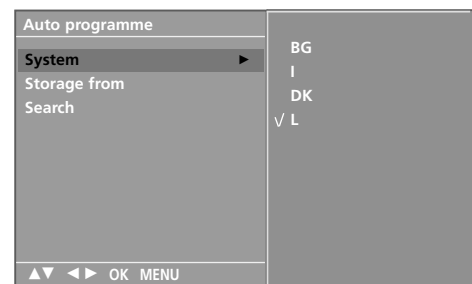 Auto programme
System ►
Storage from
Search
▲▼ ◄► OK MENU
BG
I
DK
√ L